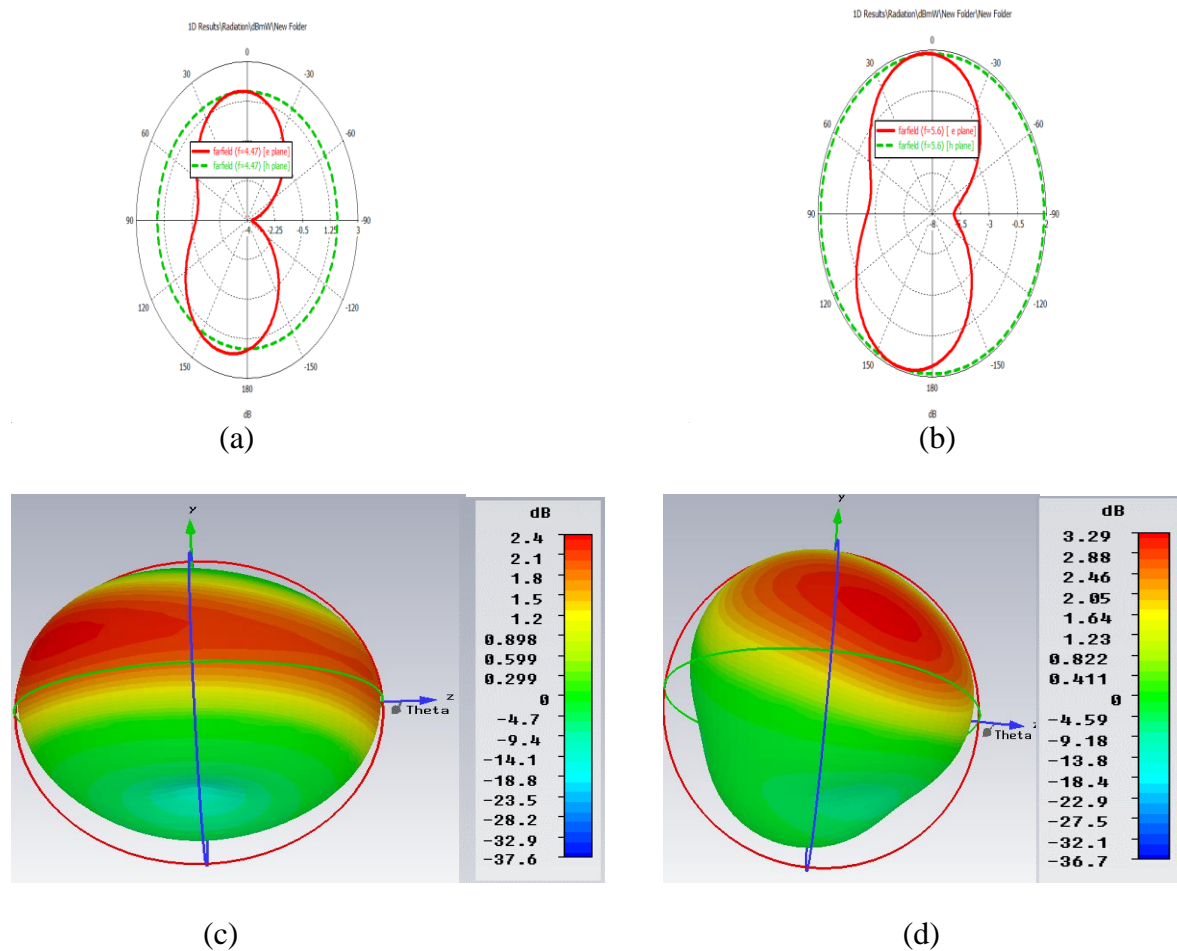 1D Results\Radiation\dBmW\New Folder
0
30 -30
60 -60
farfield (f=4.47) [e plane]
farfield (f=4.47) [h plane]
90 -90
-4 -2.25 -0.5 1.25 3
120 -120
150 -150
180
dB
(a)
1D Results\Radiation\dBmW\New Folder\New Folder
0
30 -30
60 -60
farfield (f=5.6) [ e plane]
farfield (f=5.6) [h plane]
90 -90
-8 -3 -0.5
120 -120
150 -150
180
dB
(b)
y
z
Theta
dB
2.4
2.1
1.8
1.5
1.2
0.898
0.599
0.299
0
-4.7
-9.4
-14.1
-18.8
-23.5
-28.2
-32.9
-37.6
(c)
y
Theta
dB
3.29
2.88
2.46
2.05
1.64
1.23
0.822
0.411
0
-4.59
-9.18
-13.8
-18.4
-22.9
-27.5
-32.1
-36.7
(d)